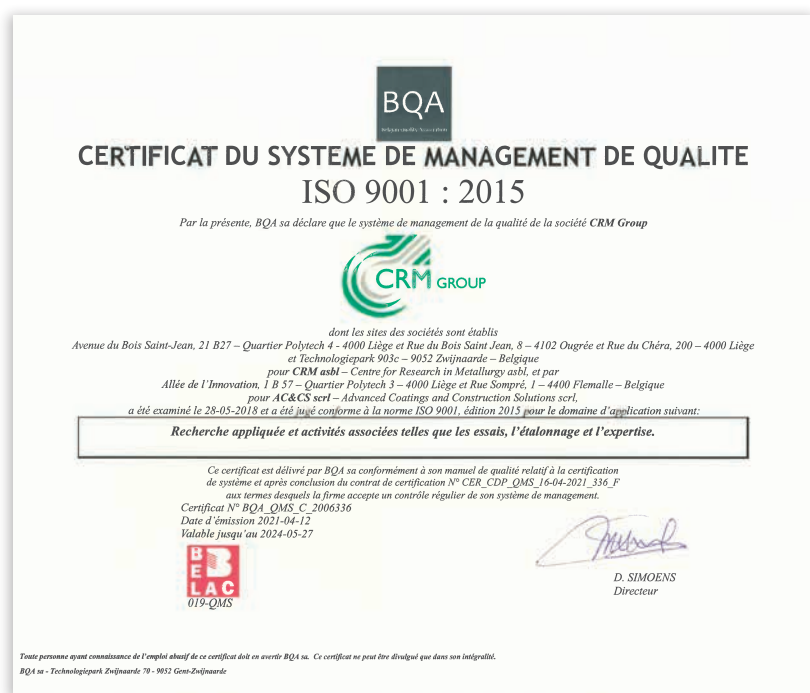 BQA
Belgian Quality Association
CERTIFICAT DU SYSTEME DE MANAGEMENT DE QUALITE
ISO 9001 : 2015
Par la présente, BQA sa déclare que le système de management de la qualité de la société CRM Group
CRM GROUP
dont les sites des sociétés sont établis
Avenue du Bois Saint-Jean, 21 B27 – Quartier Polytech 4 - 4000 Liège et Rue du Bois Saint Jean, 8 – 4102 Ougrée et Rue du Chéra, 200 – 4000 Liège
et Technologiepark 903c – 9052 Zwijnaarde – Belgique
pour CRM asbl – Centre for Research in Metallurgy asbl, et par
Allée de l'Innovation, 1 B 57 – Quartier Polytech 3 – 4000 Liège et Rue Sompré, 1 – 4400 Flemalle – Belgique
pour AC&CS scrl – Advanced Coatings and Construction Solutions scrl,
a été examiné le 28-05-2018 et a été jugé conforme à la norme ISO 9001, édition 2015 pour le domaine d'application suivant:
Recherche appliquée et activités associées telles que les essais, l'étalonnage et l'expertise.
Ce certificat est délivré par BQA sa conformément à son manuel de qualité relatif à la certification
de système et après conclusion du contrat de certification N° CER_CDP_QMS_16-04-2021_336_F
aux termes desquels la firme accepte un contrôle régulier de son système de management.
Certificat N° BQA_QMS_C_2006336
Date d'émission 2021-04-12
Valable jusqu'au 2024-05-27
BELAC
019-QMS
D. SIMOENS
Directeur
Toute personne ayant connaissance de l'emploi abusif de ce certificat doit en avertir BQA sa. Ce certificat ne peut être divulgué que dans son intégralité.
BQA sa - Technologiepark Zwijnaarde 70 - 9052 Gent-Zwijnaarde